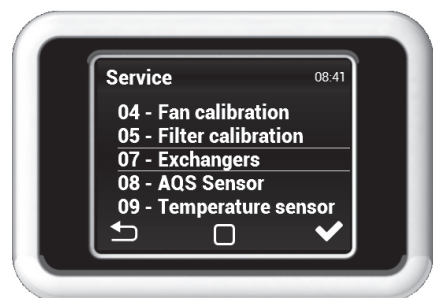 Service 08:41
04 - Fan calibration
05 - Filter calibration
07 - Exchangers
08 - AQS Sensor
09 - Temperature sensor